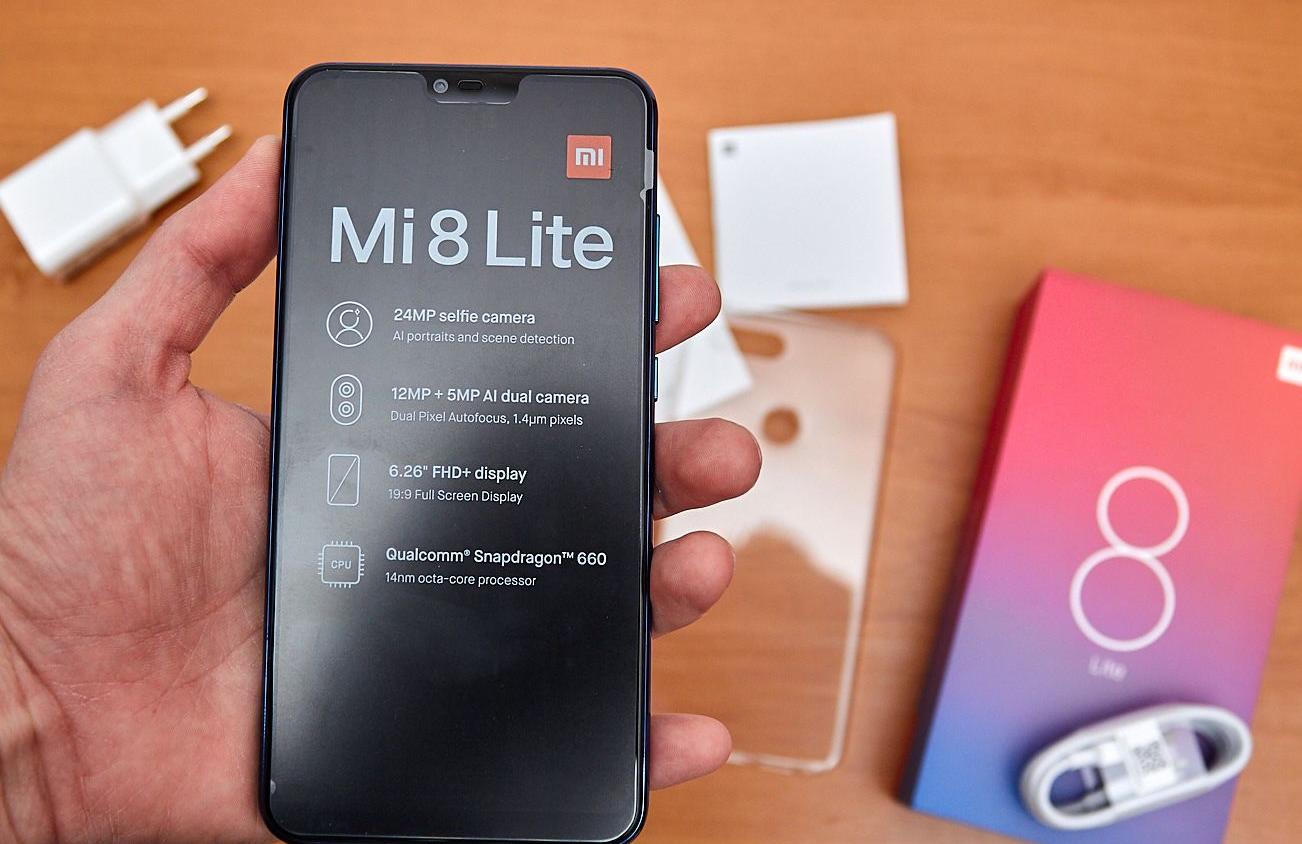 mi
Mi 8 Lite
24MP selfie camera
AI portraits and scene detection
12MP + 5MP AI dual camera
Dual Pixel Autofocus, 1.4μm pixels
6.26" FHD+ display
19:9 Full Screen Display
CPU
Qualcomm® Snapdragon™ 660
14nm octa-core processor
mi
8
Lite